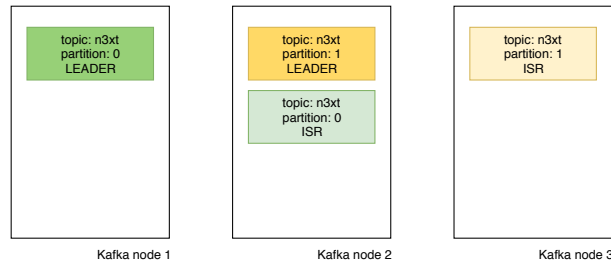 topic: n3xt
partition: 0
LEADER
Kafka node 1
topic: n3xt
partition: 1
LEADER
topic: n3xt
partition: 0
ISR
Kafka node 2
topic: n3xt
partition: 1
ISR
Kafka node 3